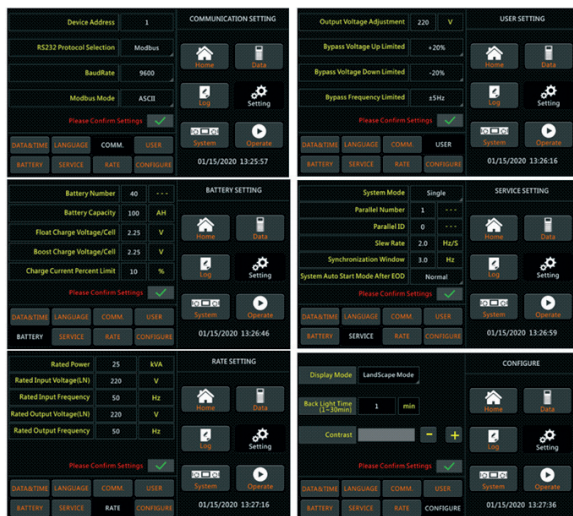 Device Address 1 COMMUNICATION SETTING
RS232 Protocol Selection Modbus
Home Data
BaudRate 9600
Modbus Mode ASCII
Log Setting
Please Confirm Settings
DATA&TIME LANGUAGE COMM. USER
System Operate
BATTERY SERVICE RATE CONFIGURE
01/15/2020 13:25:57
Output Voltage Adjustment 220 V USER SETTING
Bypass Voltage Up Limited +20%
Home Data
Bypass Voltage Down Limited -20%
Bypass Frequency Limited ±5Hz
Log Setting
Please Confirm Settings
DATA&TIME LANGUAGE COMM. USER
System Operate
BATTERY SERVICE RATE CONFIGURE
01/15/2020 13:26:16
Battery Number 40 --- BATTERY SETTING
Battery Capacity 100 AH
Home Data
Float Charge Voltage/Cell 2.25 V
Boost Charge Voltage/Cell 2.25 V
Charge Current Percent Limit 10 %
Log Setting
Please Confirm Settings
DATA&TIME LANGUAGE COMM. USER
System Operate
BATTERY SERVICE RATE CONFIGURE
01/15/2020 13:26:46
System Mode Single SERVICE SETTING
Parallel Number 1 ---
Parallel ID 0 ---
Home Data
Slew Rate 2.0 Hz/S
Synchronization Window 3.0 Hz
System Auto Start Mode After EOD Normal
Log Setting
Please Confirm Settings
DATA&TIME LANGUAGE COMM. USER
System Operate
BATTERY SERVICE RATE CONFIGURE
01/15/2020 13:26:59
Rated Power 25 kVA RATE SETTING
Rated Input Voltage(LN) 220 V
Rated Input Frequency 50 Hz
Home Data
Rated Output Voltage(LN) 220 V
Rated Output Frequency 50 Hz
Log Setting
Please Confirm Settings
DATA&TIME LANGUAGE COMM. USER
System Operate
BATTERY SERVICE RATE CONFIGURE
01/15/2020 13:27:16
CONFIGURE
Display Mode LandScape Mode
Home Data
Back Light Time
(1~30min) 1 min
Contrast - +
Log Setting
Please Confirm Settings
DATA&TIME LANGUAGE COMM. USER
System Operate
BATTERY SERVICE RATE CONFIGURE
01/15/2020 13:27:36